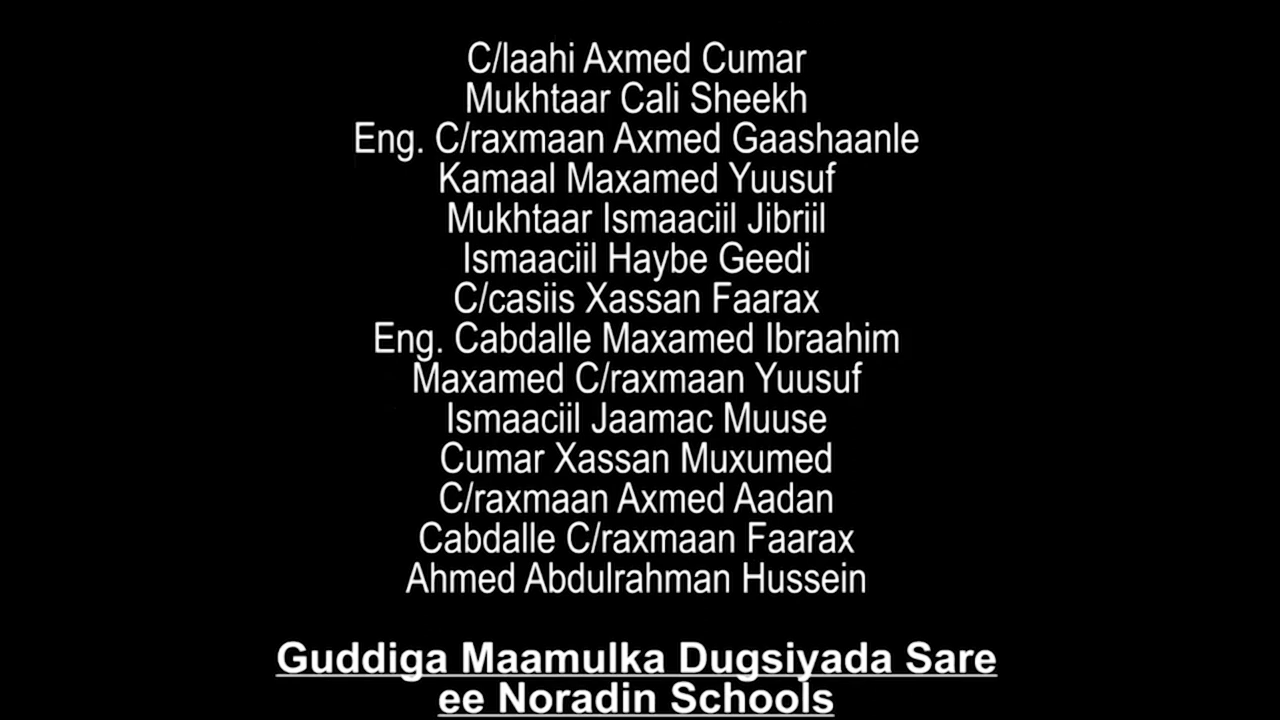 C/laahi Axmed Cumar
Mukhtaar Cali Sheekh
Eng. C/raxmaan Axmed Gaashaanle
Kamaal Maxamed Yuusuf
Mukhtaar Ismaaciil Jibriil
Ismaaciil Haybe Geedi
C/casiis Xassan Faarax
Eng. Cabdalle Maxamed Ibraahim
Maxamed C/raxmaan Yuusuf
Ismaaciil Jaamac Muuse
Cumar Xassan Muxumed
C/raxmaan Axmed Aadan
Cabdalle C/raxmaan Faarax
Ahmed Abdulrahman Hussein
Guddiga Maamulka Dugsiyada Sare
ee Noradin Schools